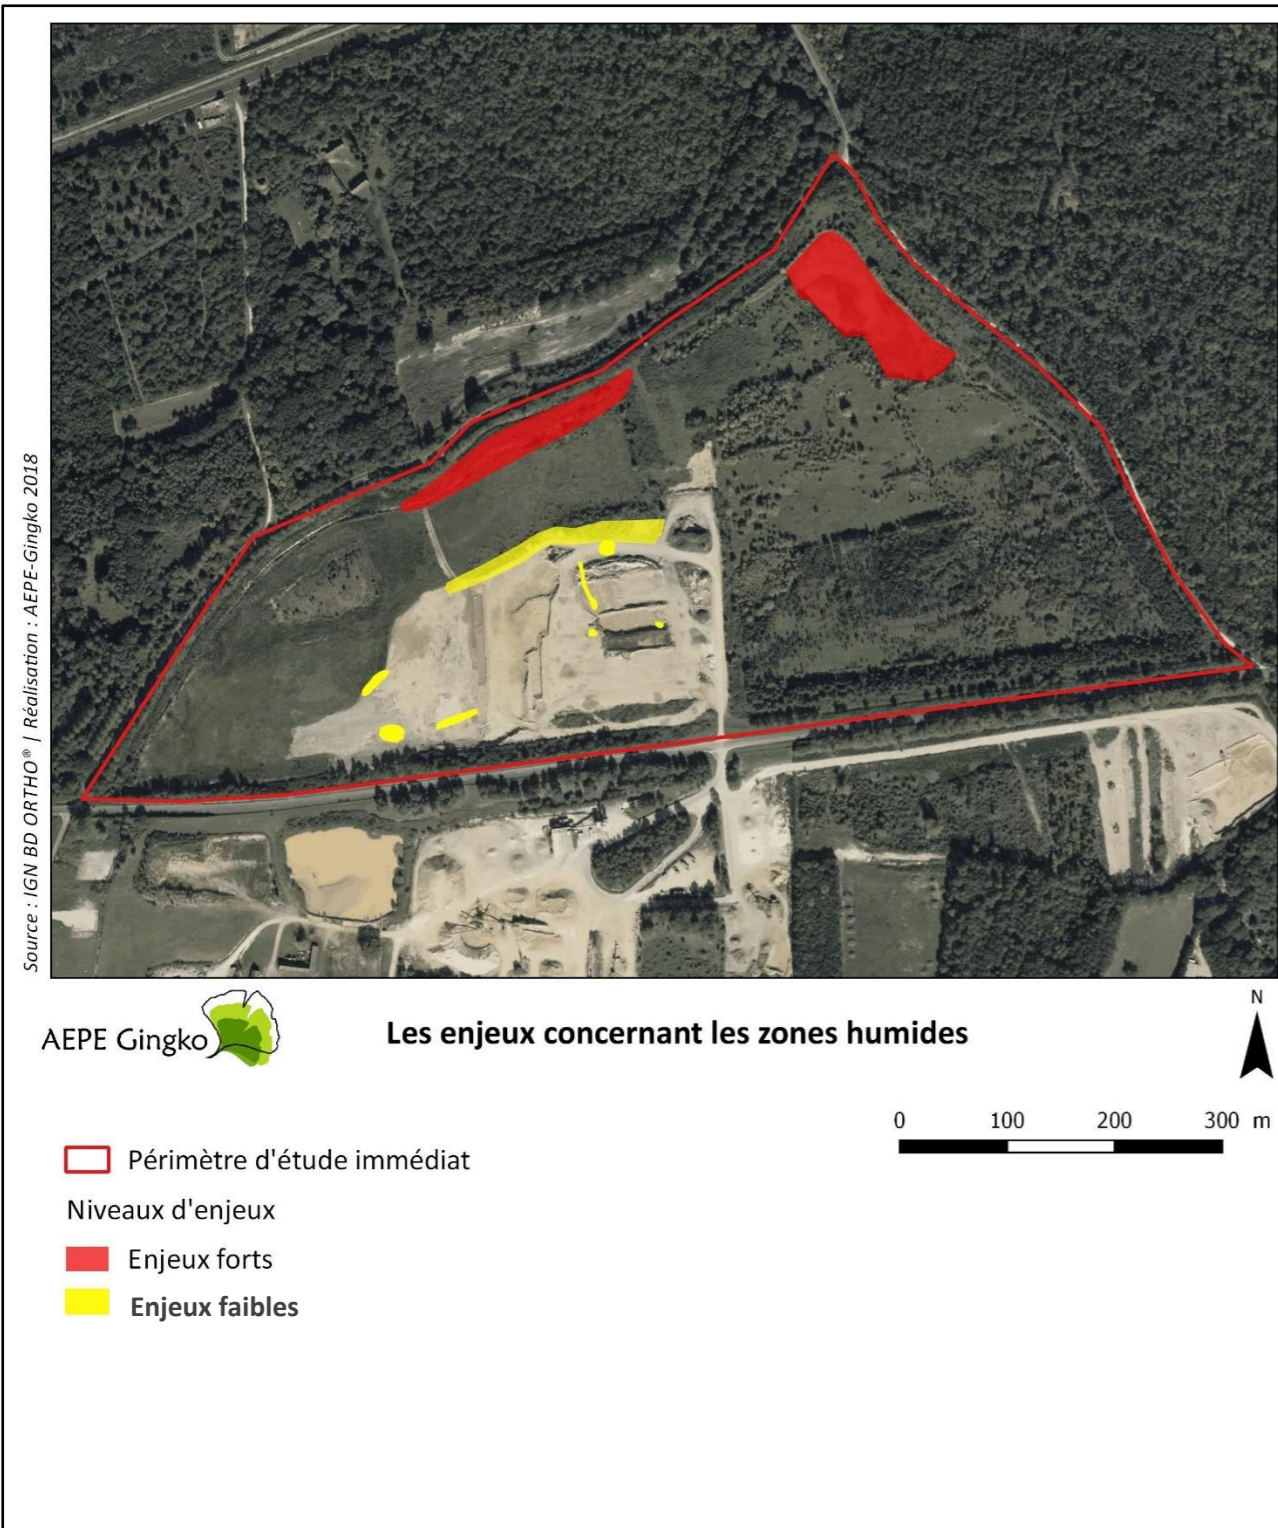 Source : IGN BD ORTHO® | Réalisation : AEPE-Gingko 2018
AEPE Gingko
Les enjeux concernant les zones humides
N
0 100 200 300 m
Périmètre d'étude immédiat
Niveaux d'enjeux
Enjeux forts
Enjeux faibles